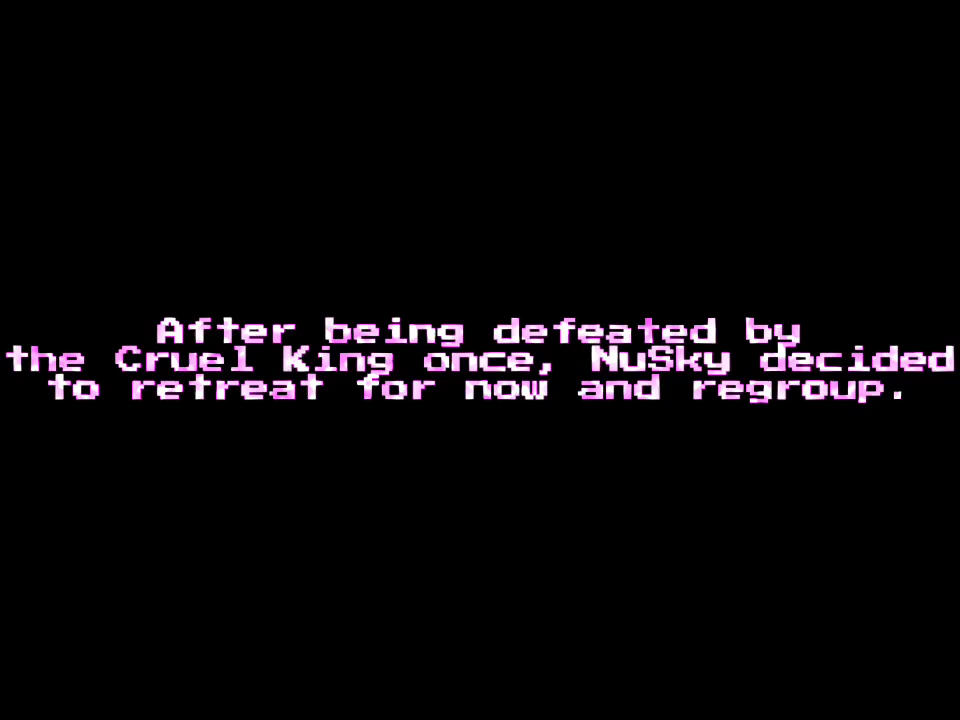 After being defeated by
the Cruel King once, NuSky decided
to retreat for now and regroup.